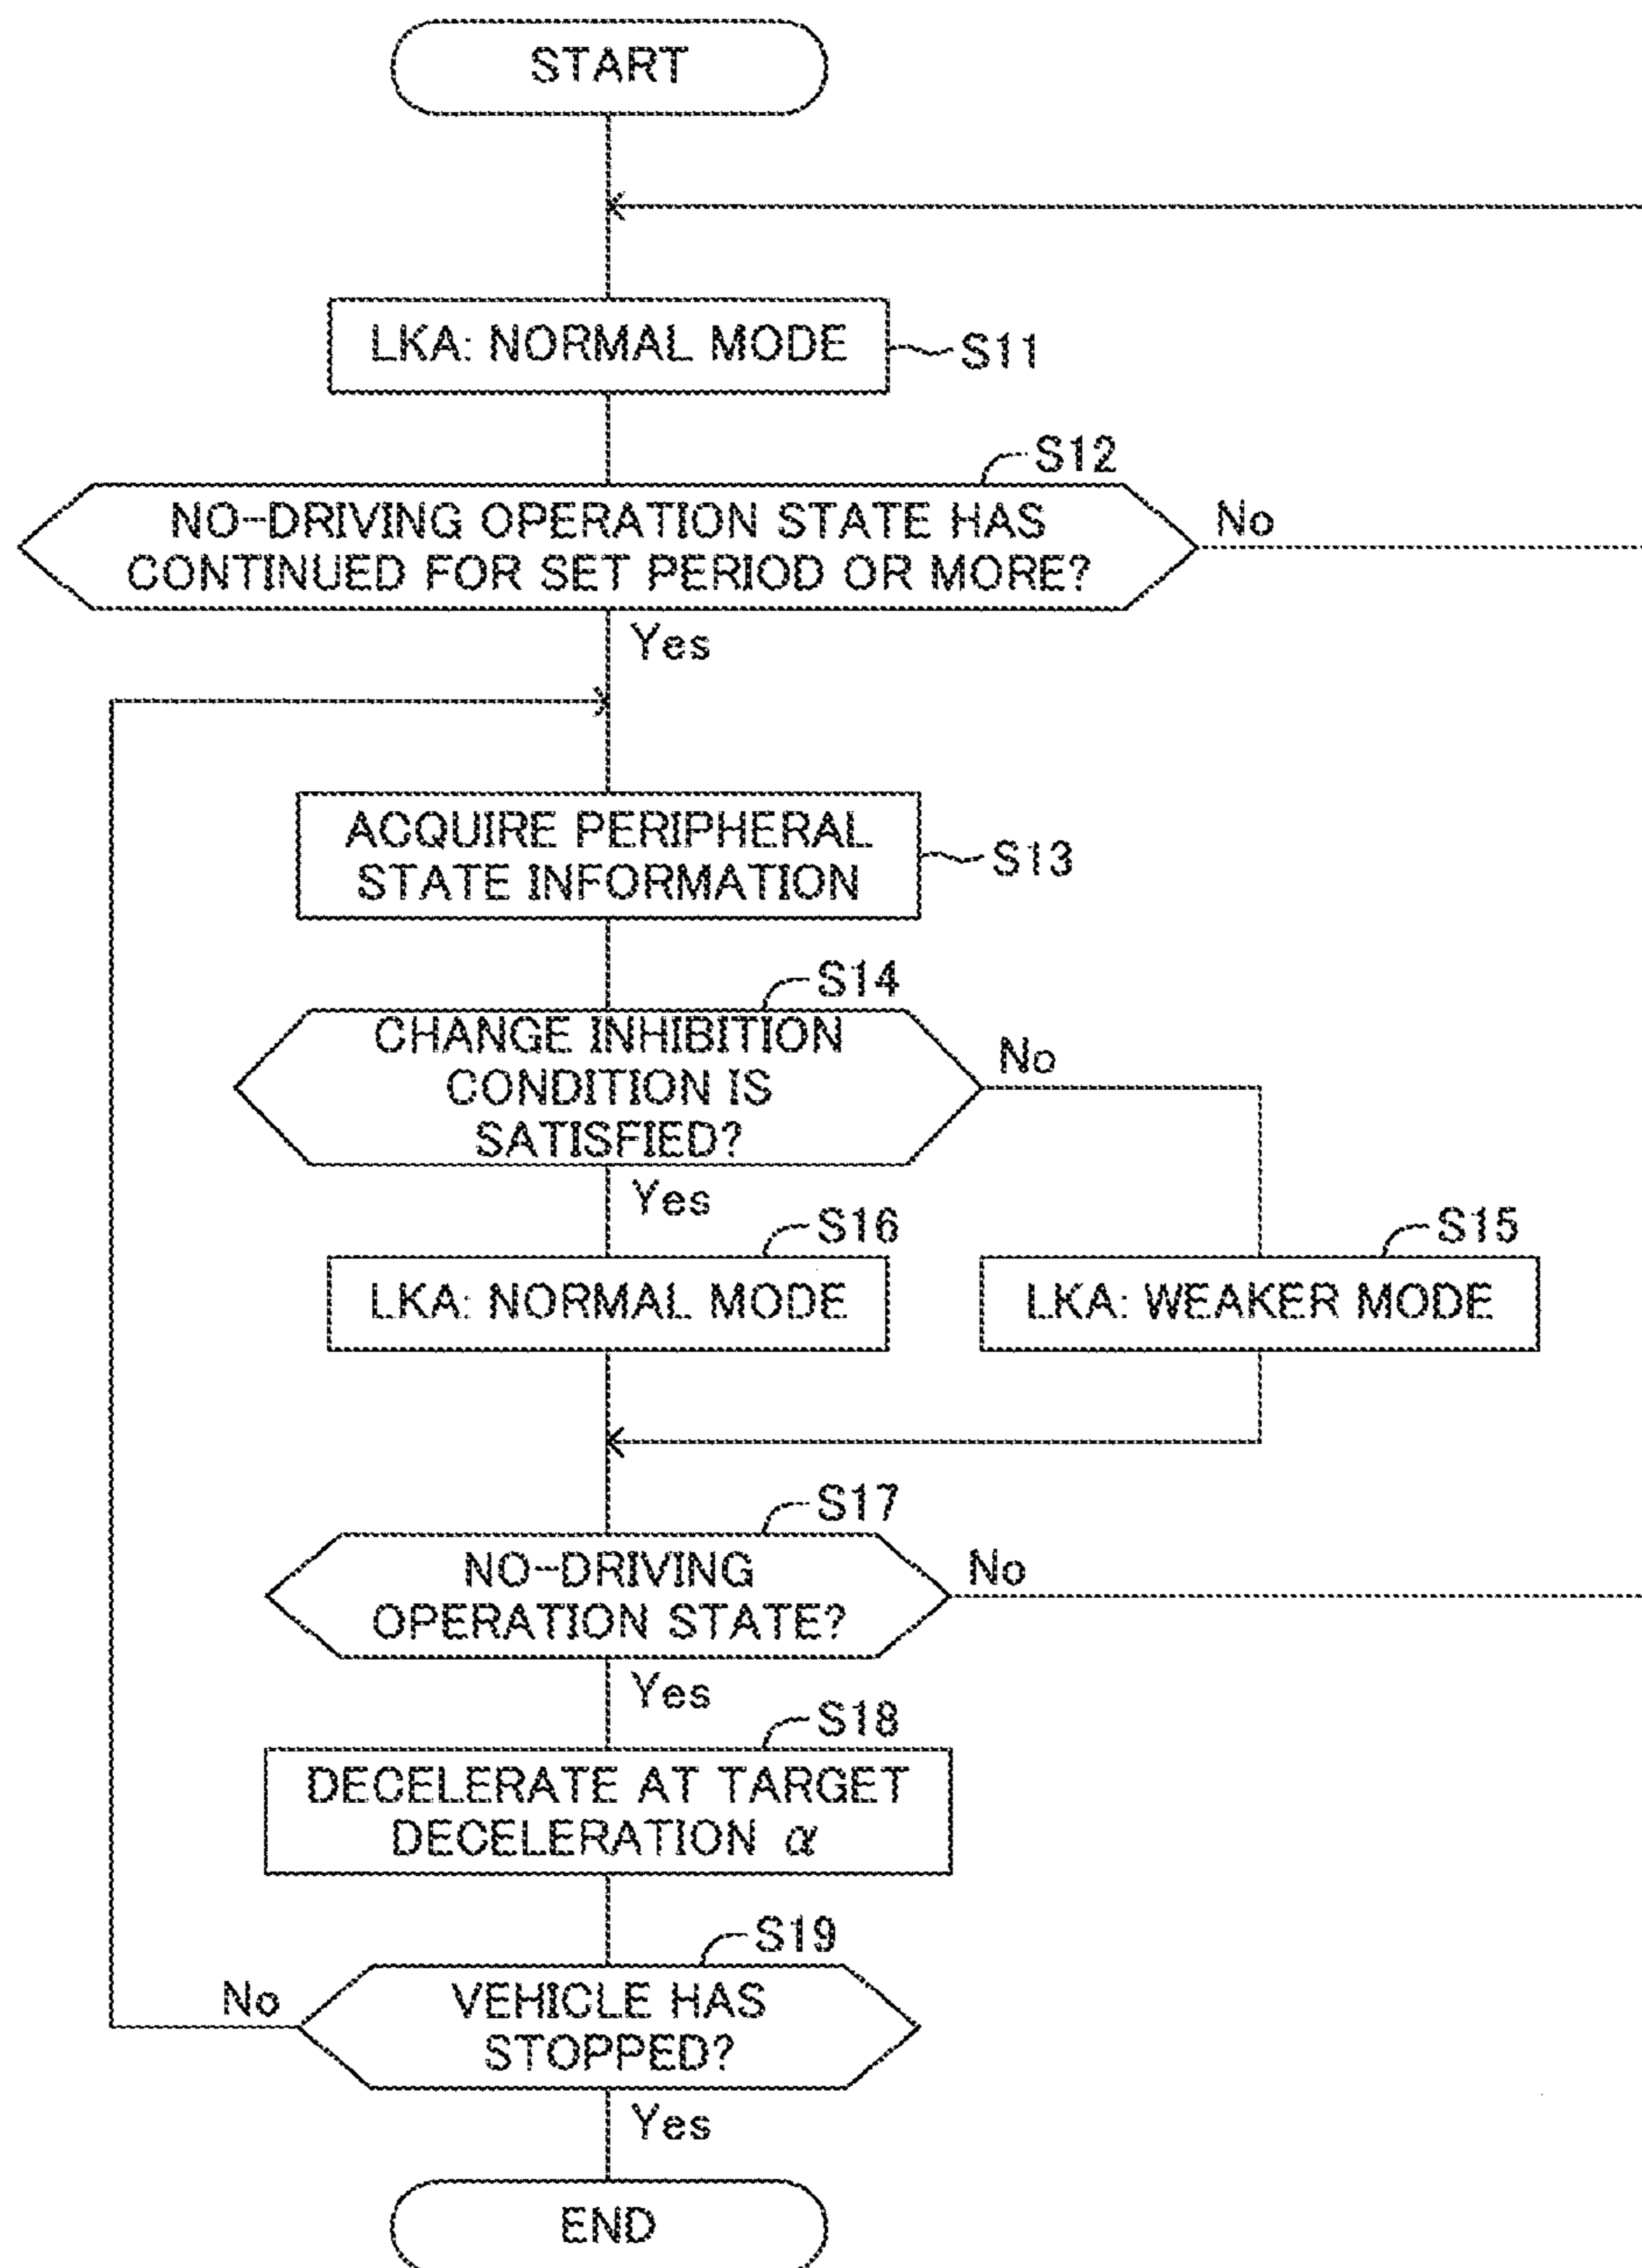 START
LKA: NORMAL MODE
S11
S12
NO-DRIVING OPERATION STATE HAS
CONTINUED FOR SET PERIOD OR MORE?
No
Yes
ACQUIRE PERIPHERAL
STATE INFORMATION
S13
S14
CHANGE INHIBITION
CONDITION IS
SATISFIED?
No
Yes
S16
LKA: NORMAL MODE
S15
LKA: WEAKER MODE
S17
NO-DRIVING
OPERATION STATE?
No
Yes
S18
DECELERATE AT TARGET
DECELERATION α
S19
VEHICLE HAS
STOPPED?
No
Yes
END